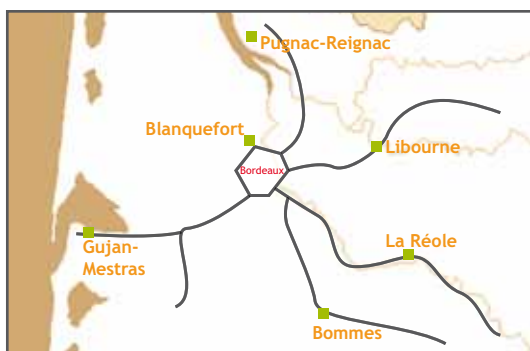 Pugnac-Reignac
Blanquefort
Libourne
Bordeaux
La Réole
Gujan-
Mestras
Bommes